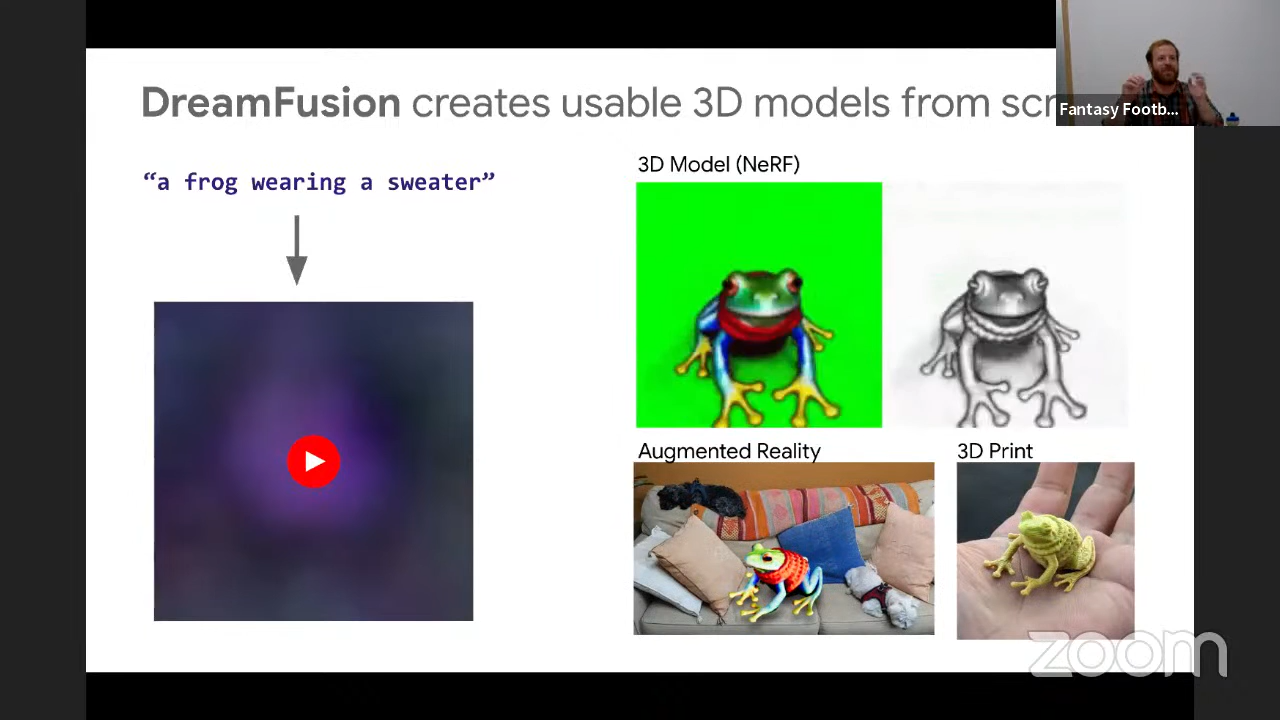 DreamFusion creates usable 3D models from scr
Fantasy Footb...
“a frog wearing a sweater”
3D Model (NeRF)
Augmented Reality
3D Print
zoom